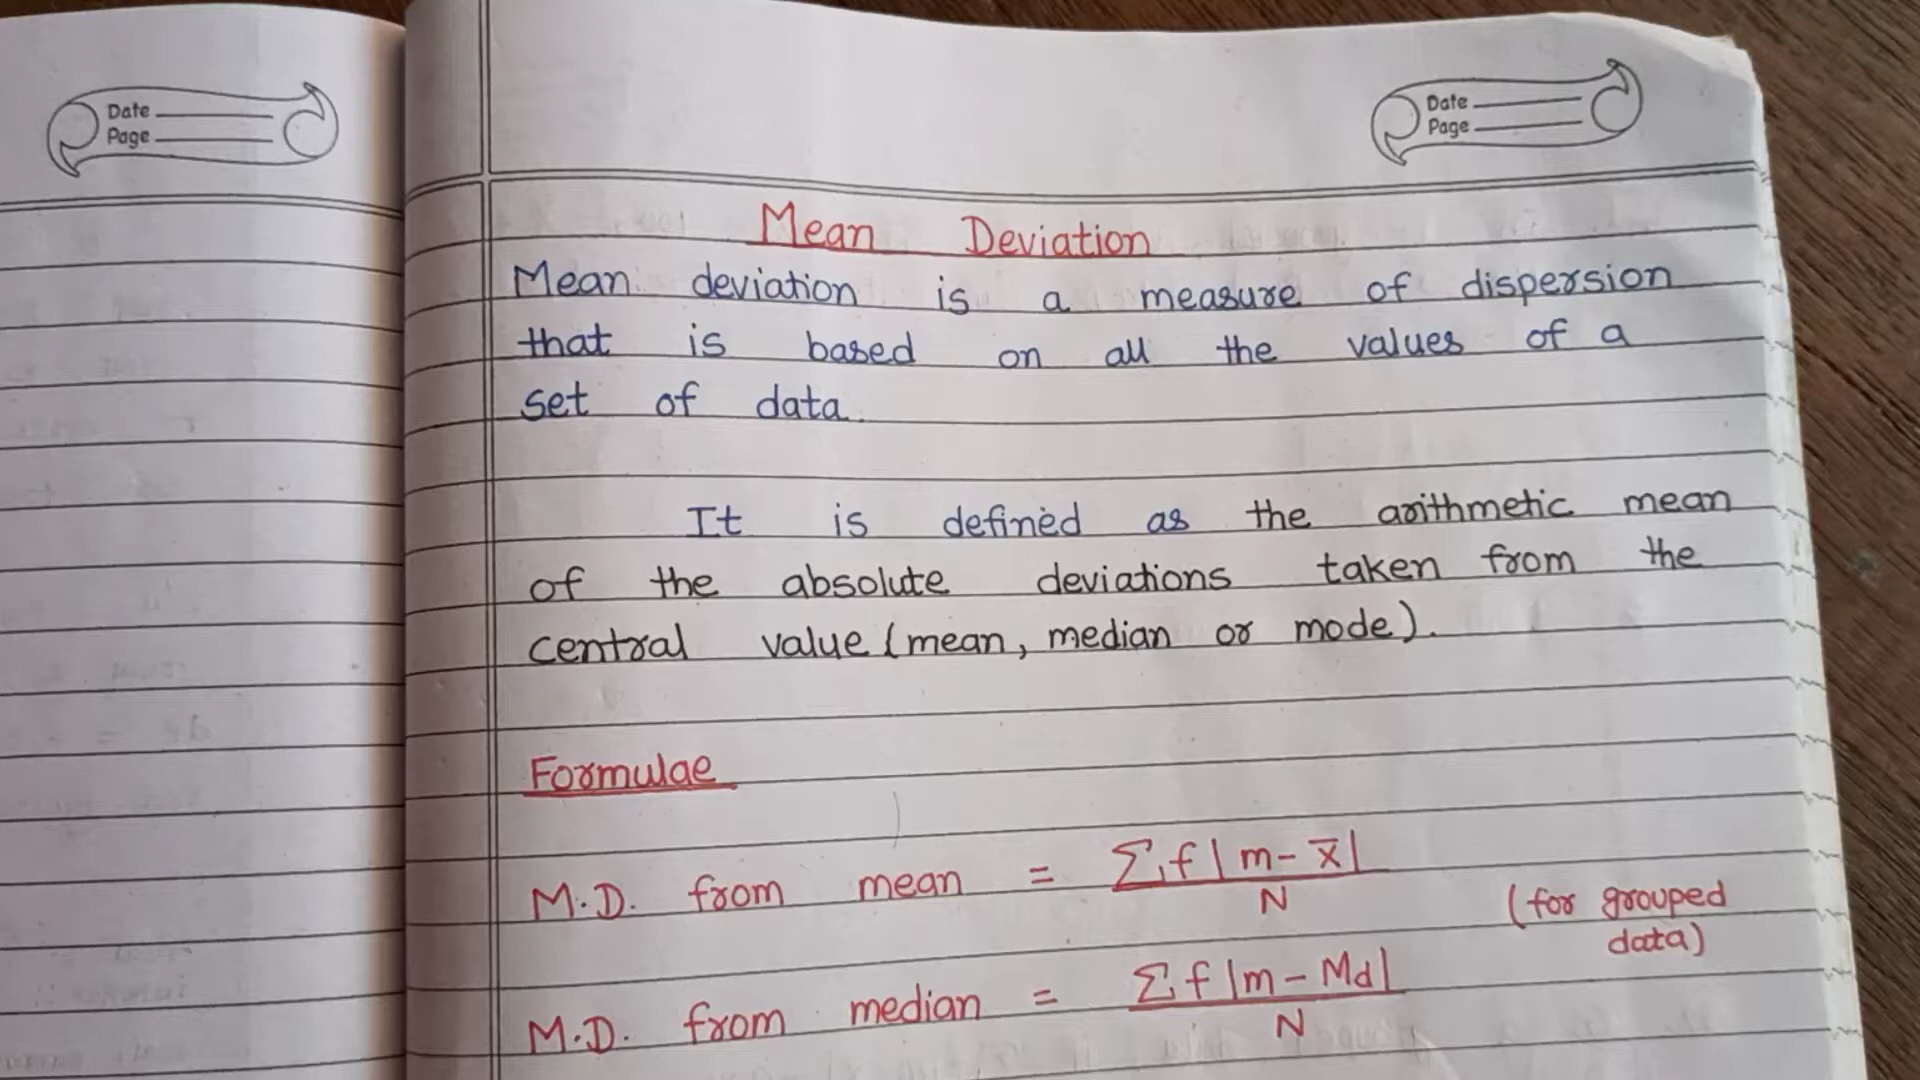 Date
Page
Date
Page
Mean Deviation
Mean deviation is a measure of dispersion
that is based on all the values of a
set of data.
It is defined as the arithmetic mean
of the absolute deviations taken from the
central value (mean, median or mode).
Formulae
M.D. from mean = Σf|m- x̅|
N
(for grouped
data)
M.D. from median = Σf|m - Md|
N